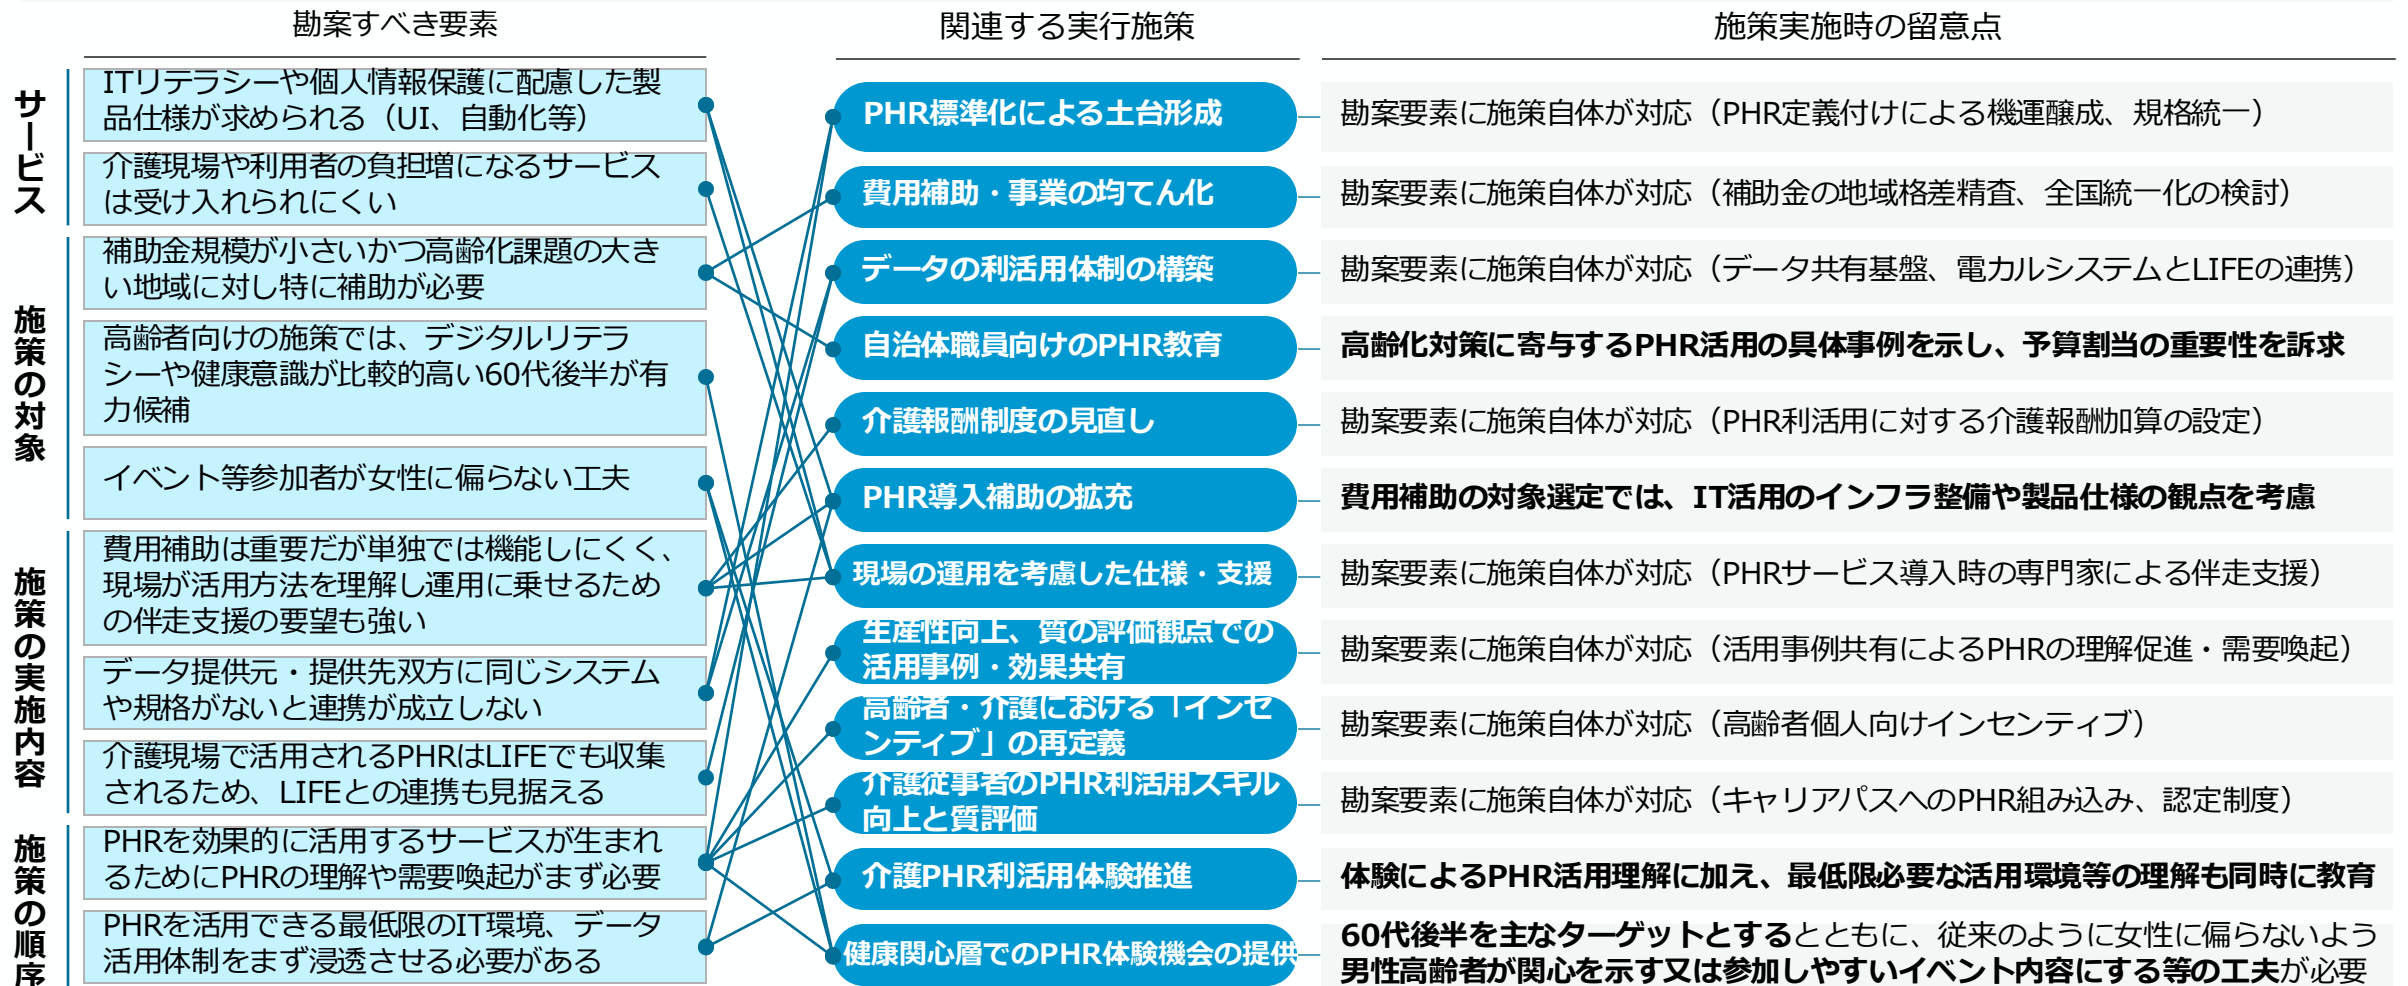 勘案すべき要素
関連する実行施策
施策実施時の留意点
サービス
ITリテラシーや個人情報保護に配慮した製
品仕様が求められる（UI、自動化等）
介護現場や利用者の負担増になるサービス
は受け入れられにくい
施策の対象
補助金規模が小さいかつ高齢化課題の大き
い地域に対し特に補助が必要
高齢者向けの施策では、デジタルリテラ
シーや健康意識が比較的高い60代後半が有
力候補
イベント等参加者が女性に偏らない工夫
施策の実施内容
費用補助は重要だが単独では機能しにくく、
現場が活用方法を理解し運用に乗せるため
の伴走支援の要望も強い
データ提供元・提供先双方に同じシステム
や規格がないと連携が成立しない
介護現場で活用されるPHRはLIFEでも収集
されるため、LIFEとの連携も見据える
施策の順序
PHRを効果的に活用するサービスが生まれ
るためにPHRの理解や需要喚起がまず必要
PHRを活用できる最低限のIT環境、データ
活用体制をまず浸透させる必要がある
PHR標準化による土台形成
勘案要素に施策自体が対応（PHR定義付けによる機運醸成、規格統一）
費用補助・事業の均てん化
勘案要素に施策自体が対応（補助金の地域格差精査、全国統一化の検討）
データの利活用体制の構築
勘案要素に施策自体が対応（データ共有基盤、電カルシステムとLIFEの連携）
自治体職員向けのPHR教育
高齢化対策に寄与するPHR活用の具体事例を示し、予算割当の重要性を訴求
介護報酬制度の見直し
勘案要素に施策自体が対応（PHR利活用に対する介護報酬加算の設定）
PHR導入補助の拡充
費用補助の対象選定では、IT活用のインフラ整備や製品仕様の観点を考慮
現場の運用を考慮した仕様・支援
勘案要素に施策自体が対応（PHRサービス導入時の専門家による伴走支援）
生産性向上、質の評価観点での
活用事例・効果共有
勘案要素に施策自体が対応（活用事例共有によるPHRの理解促進・需要喚起）
高齢者・介護における「インセ
ンティブ」の再定義
勘案要素に施策自体が対応（高齢者個人向けインセンティブ）
介護従事者のPHR利活用スキル
向上と質評価
勘案要素に施策自体が対応（キャリアパスへのPHR組み込み、認定制度）
介護PHR利活用体験推進
体験によるPHR活用理解に加え、最低限必要な活用環境等の理解も同時に教育
健康関心層でのPHR体験機会の提供
60代後半を主なターゲットとするとともに、従来のように女性に偏らないよう
男性高齢者が関心を示す又は参加しやすいイベント内容にする等の工夫が必要